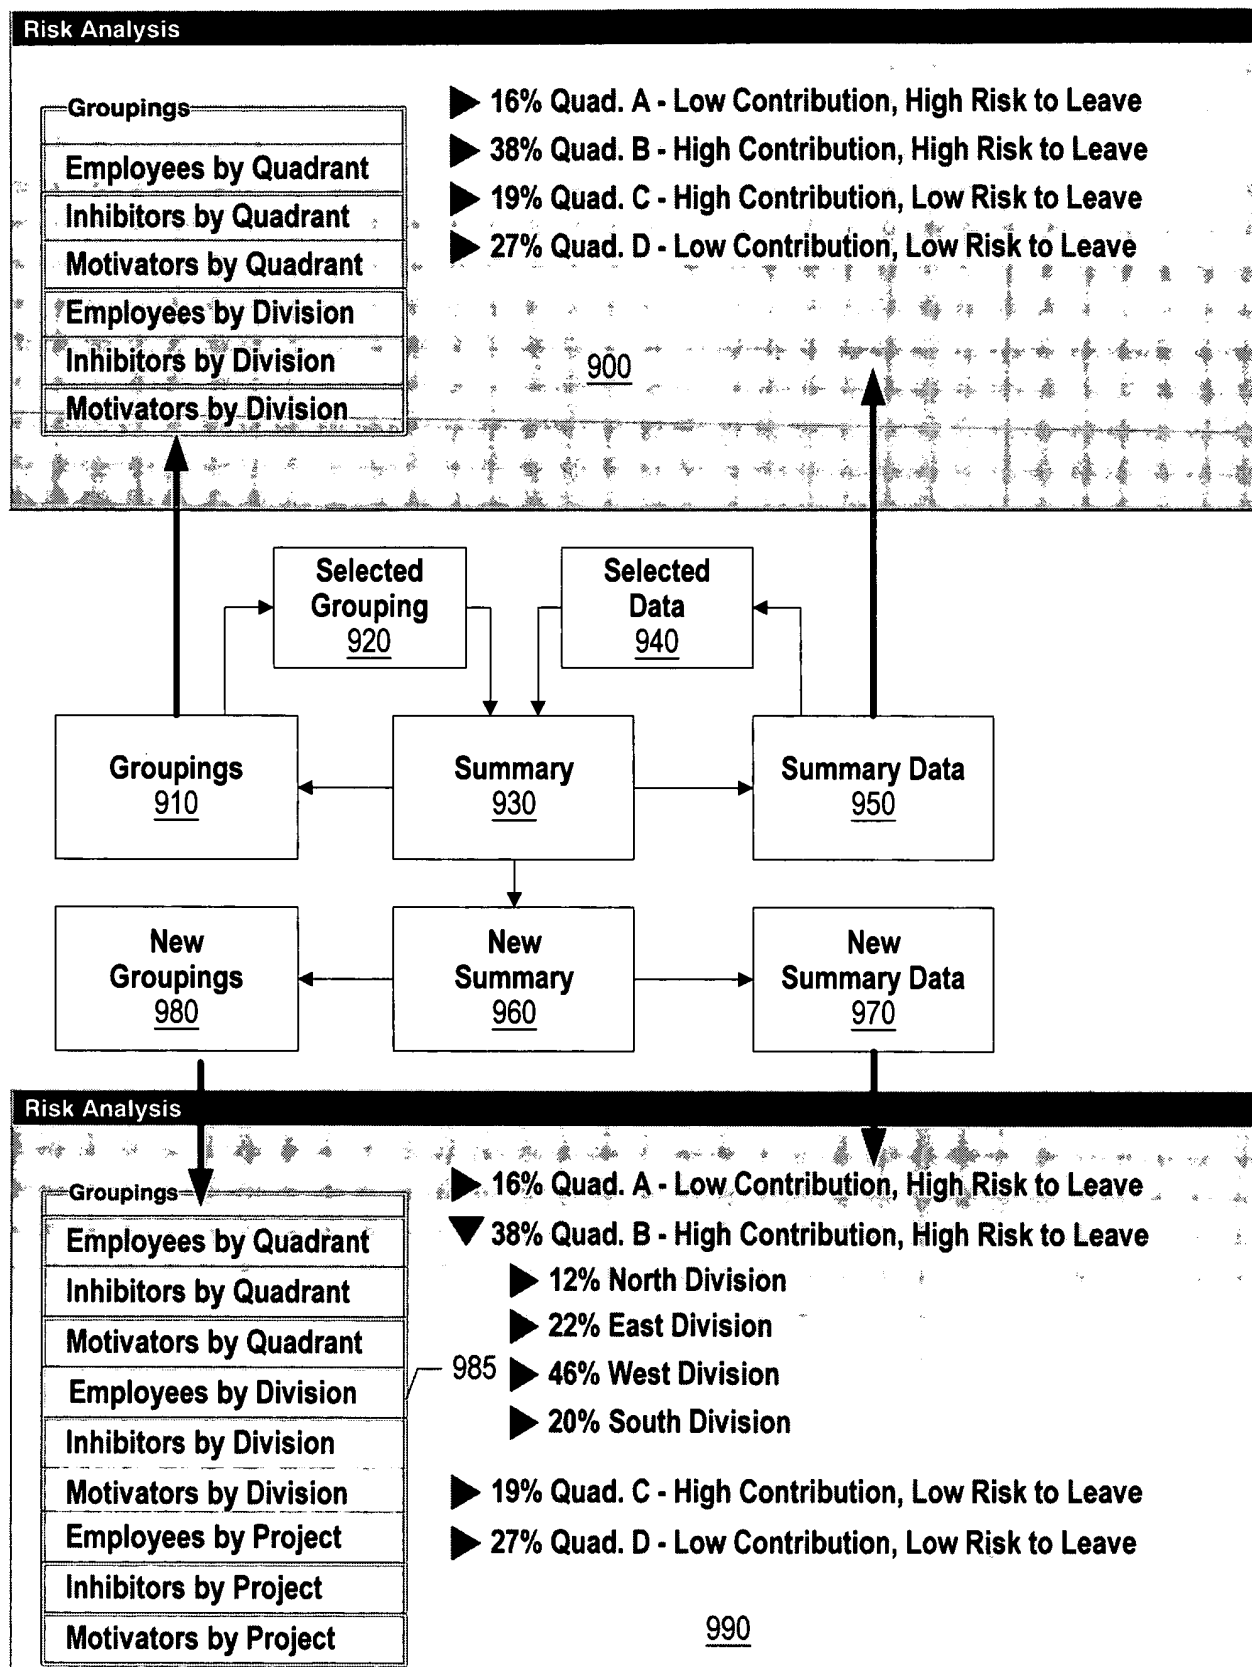 Risk Analysis
Groupings
Employees by Quadrant
Inhibitors by Quadrant
Motivators by Quadrant
Employees by Division
Inhibitors by Division
Motivators by Division
16% Quad. A - Low Contribution, High Risk to Leave
38% Quad. B - High Contribution, High Risk to Leave
19% Quad. C - High Contribution, Low Risk to Leave
27% Quad. D - Low Contribution, Low Risk to Leave
900
Selected
Grouping
920
Selected
Data
940
Groupings
910
Summary
930
Summary Data
950
New
Groupings
980
New
Summary
960
New
Summary Data
970
Risk Analysis
Groupings
Employees by Quadrant
Inhibitors by Quadrant
Motivators by Quadrant
Employees by Division
Inhibitors by Division
Motivators by Division
Employees by Project
Inhibitors by Project
Motivators by Project
985
16% Quad. A - Low Contribution, High Risk to Leave
38% Quad. B - High Contribution, High Risk to Leave
12% North Division
22% East Division
46% West Division
20% South Division
19% Quad. C - High Contribution, Low Risk to Leave
27% Quad. D - Low Contribution, Low Risk to Leave
990